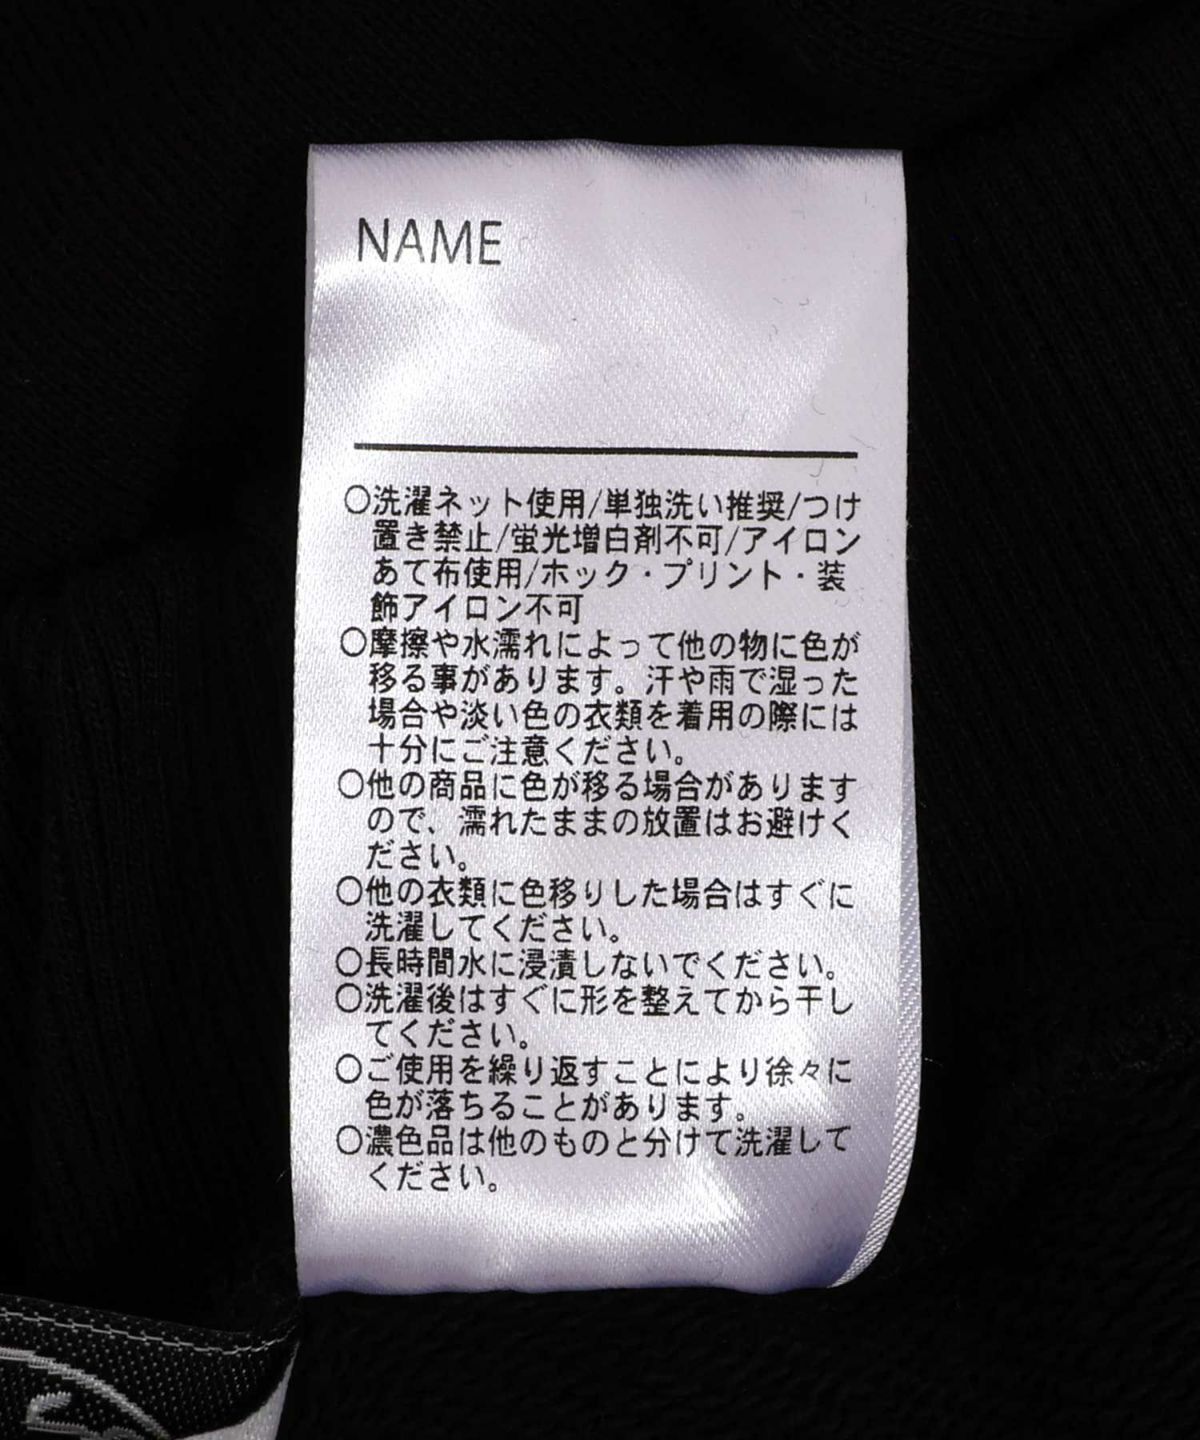 NAME
○洗濯ネット使用/単独洗い推奨/つけ
置き禁止/蛍光増白剤不可/アイロン
あて布使用/ホック・プリント・装
飾アイロン不可
○摩擦や水濡れによって他の物に色が
移る事があります。汗や雨で湿った
場合や淡い色の衣類を着用の際には
十分にご注意ください。
○他の商品に色が移る場合があります
ので、濡れたままの放置はお避けく
ださい。
○他の衣類に色移りした場合はすぐに
洗濯してください。
○長時間水に浸漬しないでください。
○洗濯後はすぐに形を整えてから干し
てください。
○ご使用を繰り返すことにより徐々に
色が落ちることがあります。
○濃色品は他のものと分けて洗濯して
ください。